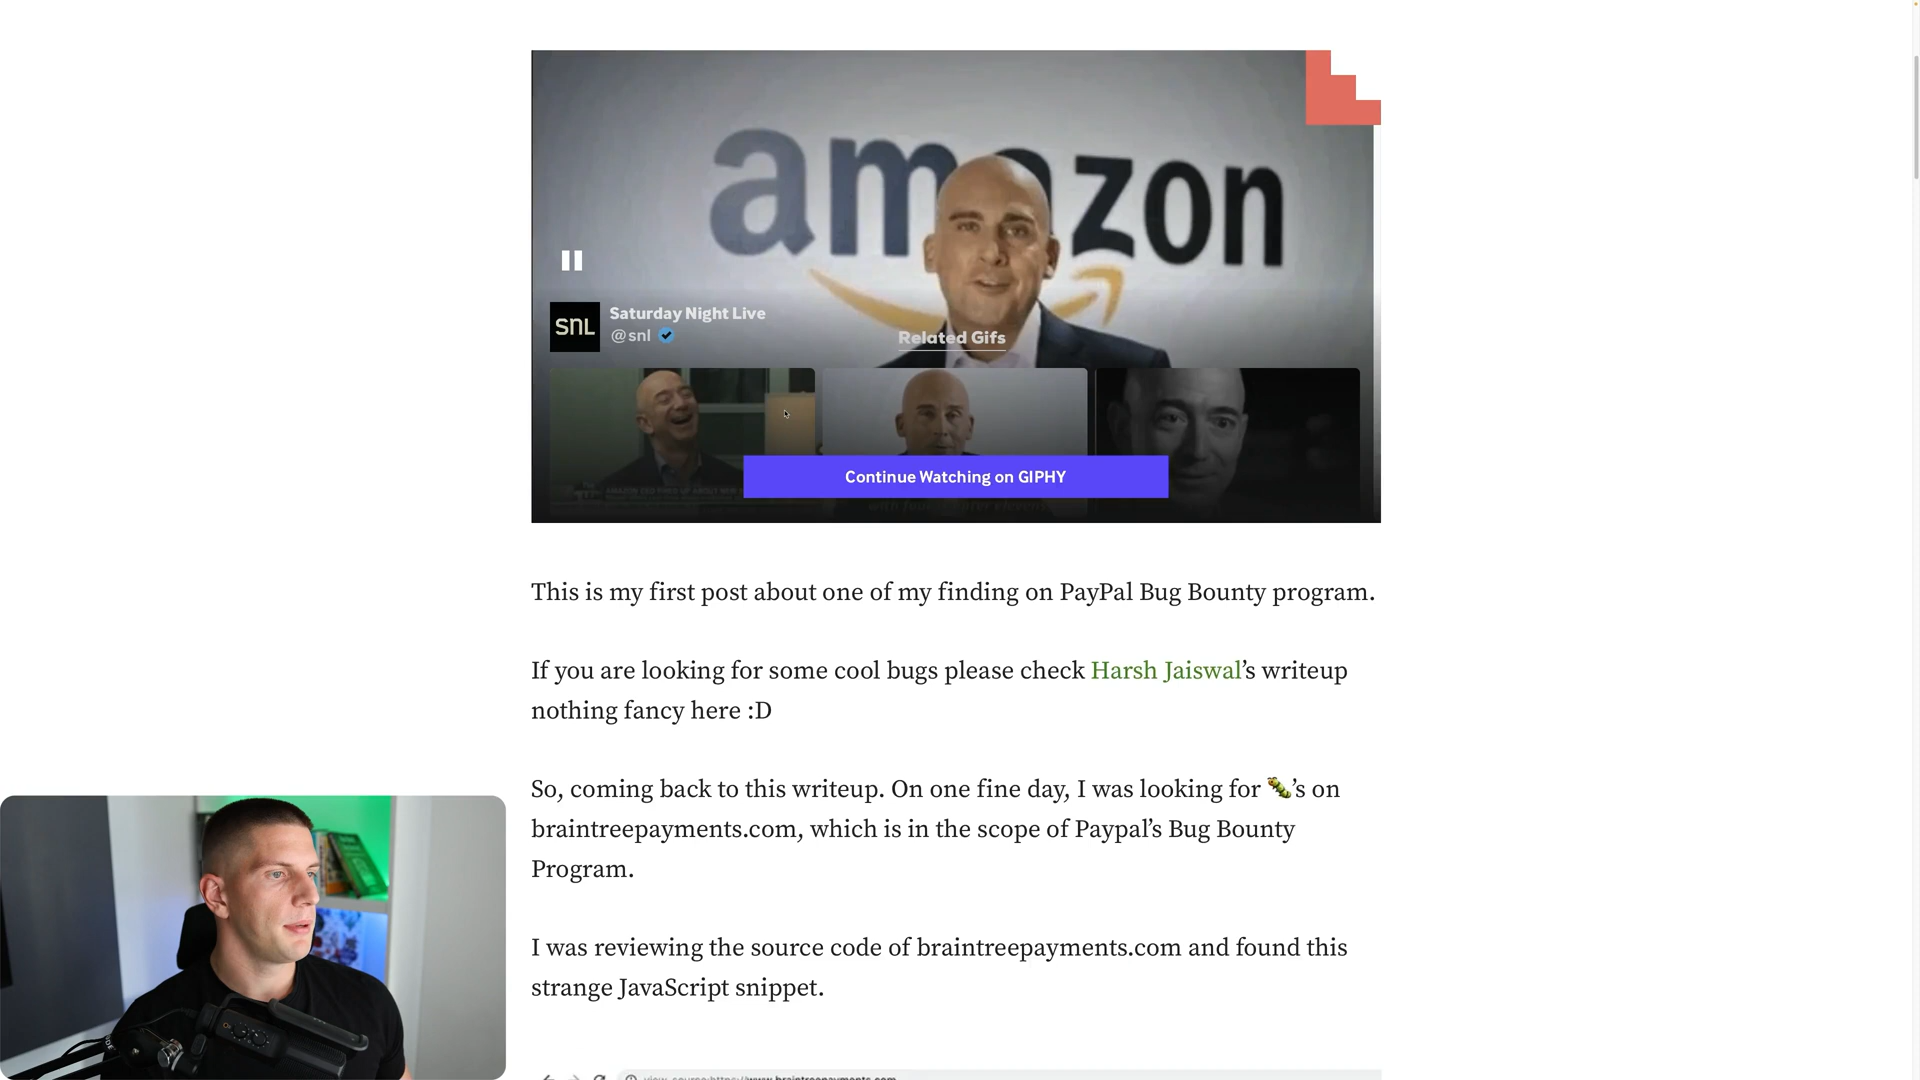 amazon
Saturday Night Live
SNL
@snl
Related Gifs
Continue Watching on GIPHY
This is my first post about one of my finding on PayPal Bug Bounty program.
If you are looking for some cool bugs please check Harsh Jaiswal’s writeup
nothing fancy here :D
So, coming back to this writeup. On one fine day, I was looking for 🐛’s on
braintreepayments.com, which is in the scope of Paypal’s Bug Bounty
Program.
I was reviewing the source code of braintreepayments.com and found this
strange JavaScript snippet.
view-source:https://www.braintreepayments.com